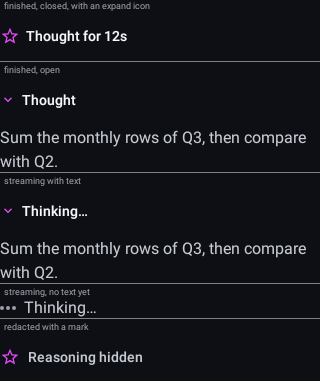 finished, closed, with an expand icon
Thought for 12s
finished, open
Thought
Sum the monthly rows of Q3, then compare
with Q2.
streaming with text
Thinking…
Sum the monthly rows of Q3, then compare
with Q2.
streaming, no text yet
Thinking…
redacted with a mark
Reasoning hidden